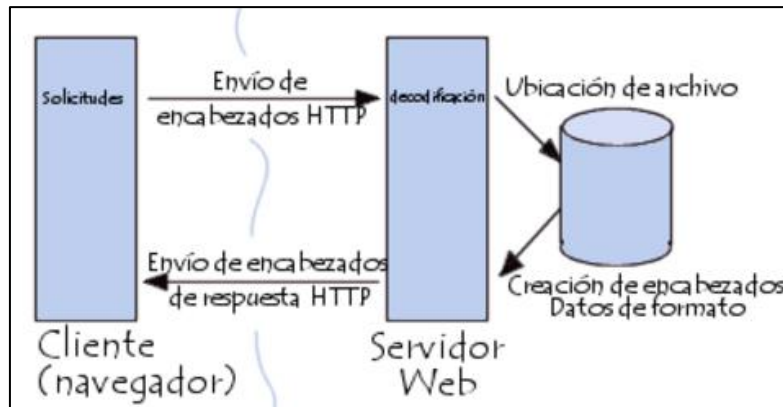 Solicitudes
Envío de
encabezados HTTP
decodificación
Ubicación de archivo
Envío de encabezados
de respuesta HTTP
Creación de encabezados
Datos de formato
Cliente
(navegador)
Servidor
Web